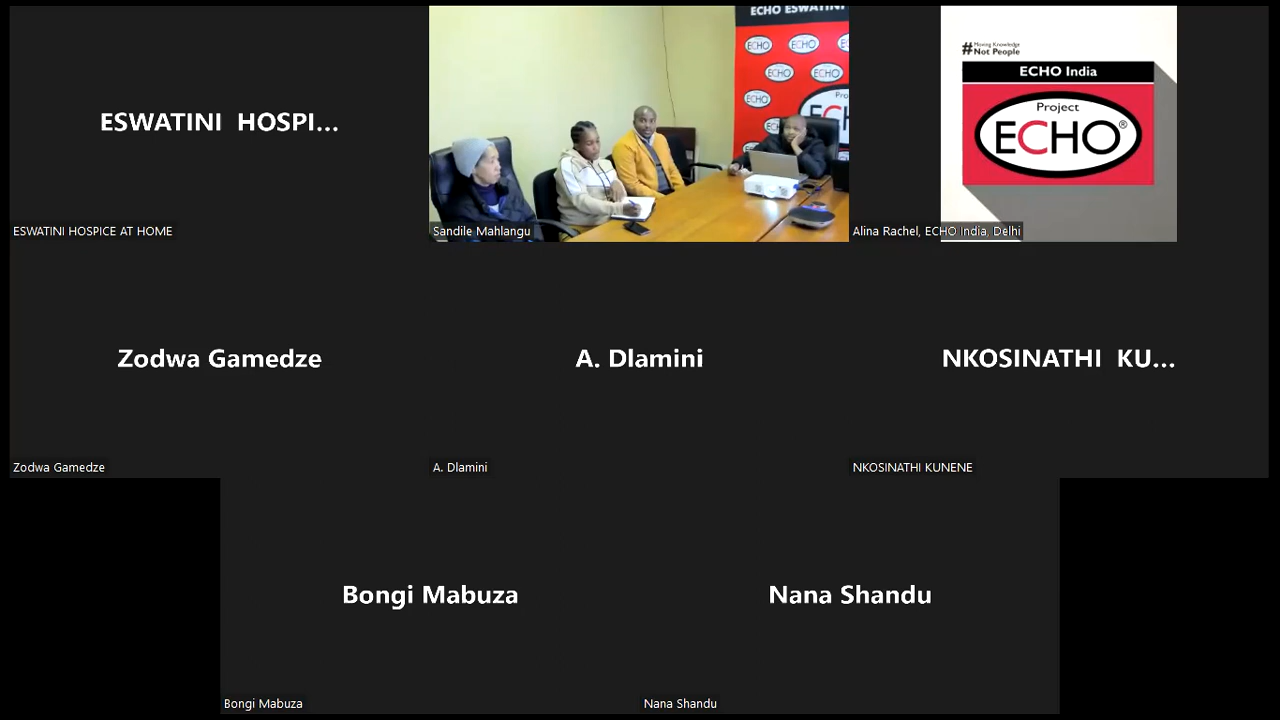 ESWATINI HOSPI...
ESWATINI HOSPICE AT HOME
ECHO ESWATINI
ECHO
ECHO
ECHO
ECHO
ECHO
ECHO
Sandile Mahlangu
#Moving Knowledge
Not People
ECHO India
Project
ECHO®
Alina Rachel, ECHO India, Delhi
Zodwa Gamedze
Zodwa Gamedze
A. Dlamini
A. Dlamini
NKOSINATHI KU...
NKOSINATHI KUNENE
Bongi Mabuza
Bongi Mabuza
Nana Shandu
Nana Shandu